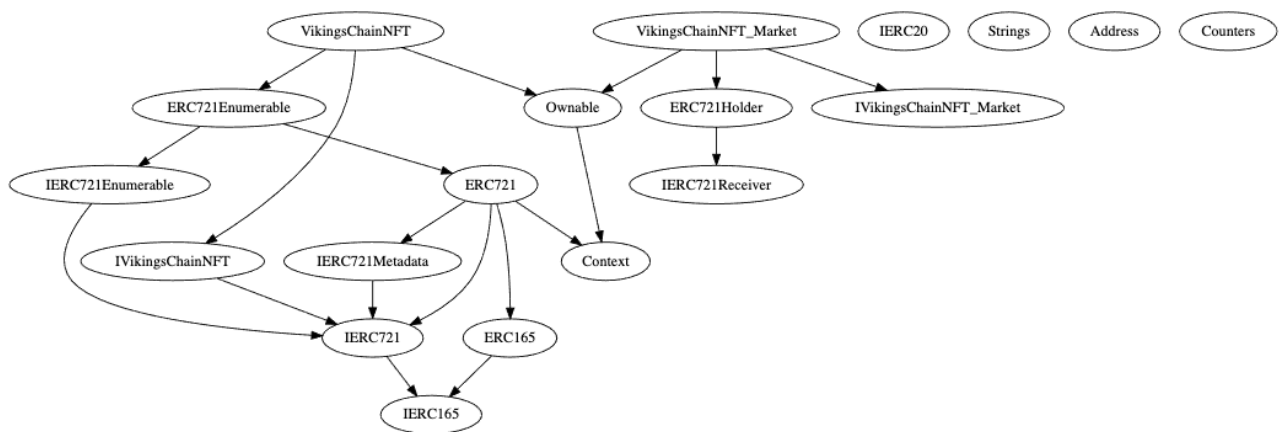 VikingsChainNFT
VikingsChainNFT_Market
IERC20
Strings
Address
Counters
ERC721Enumerable
Ownable
ERC721Holder
IVikingsChainNFT_Market
IERC721Enumerable
ERC721
IERC721Receiver
IVikingsChainNFT
IERC721Metadata
Context
IERC721
ERC165
IERC165